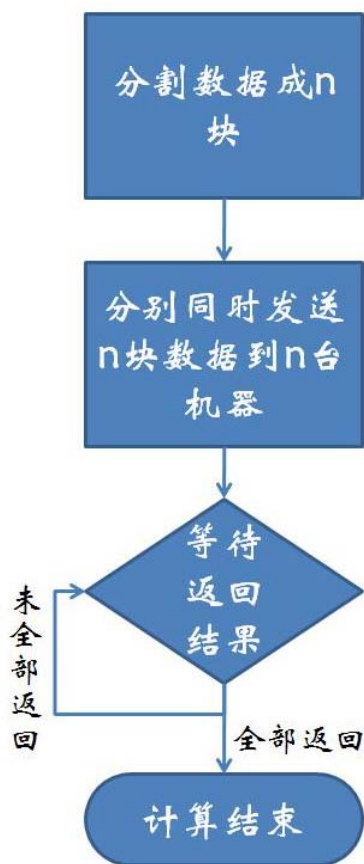 分割数据成n
块
分别同时发送
n块数据到n台
机器
等待
返回
结果
未全部返回
全部返回
计算结束